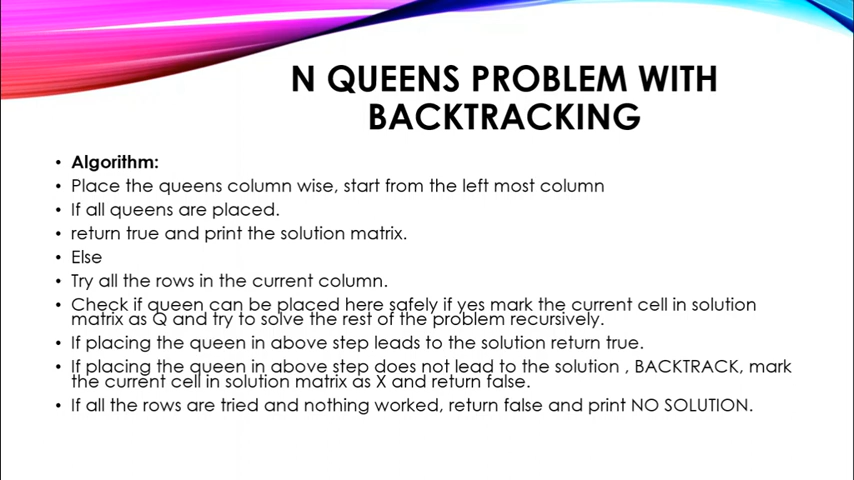 N QUEENS PROBLEM WITH
BACKTRACKING
• Algorithm:
• Place the queens column wise, start from the left most column
• If all queens are placed.
• return true and print the solution matrix.
• Else
• Try all the rows in the current column.
• Check if queen can be placed here safely if yes mark the current cell in solution
matrix as Q and try to solve the rest of the problem recursively.
• If placing the queen in above step leads to the solution return true.
• If placing the queen in above step does not lead to the solution , BACKTRACK, mark
the current cell in solution matrix as X and return false.
• If all the rows are tried and nothing worked, return false and print NO SOLUTION.